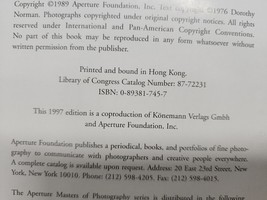 Copyright ©1989 Aperture Foundation, Inc. Text copyright ©1976 Dorothy
Norman. Photographs copyrighted under original copyright notices. All rights
reserved under International and Pan-American Copyright Conventions.
No part of this book may be reproduced in any form whatsoever without
written permission from the publisher.
Printed and bound in Hong Kong.
Library of Congress Catalog Number: 87-72231
ISBN: 0-89381-745-7
This 1997 edition is a coproduction of Könemann Verlags GmbH
and Aperture Foundation, Inc.
Aperture Foundation publishes a periodical, books, and portfolios of fine photog-
raphy to communicate with photographers and creative people everywhere.
A complete catalog is available upon request. Address: 20 East 23rd Street, New
York, New York 10010. Phone: (212) 598-4205. Fax: (212) 598-4015.
The Aperture Masters of Photography series is distributed in the following